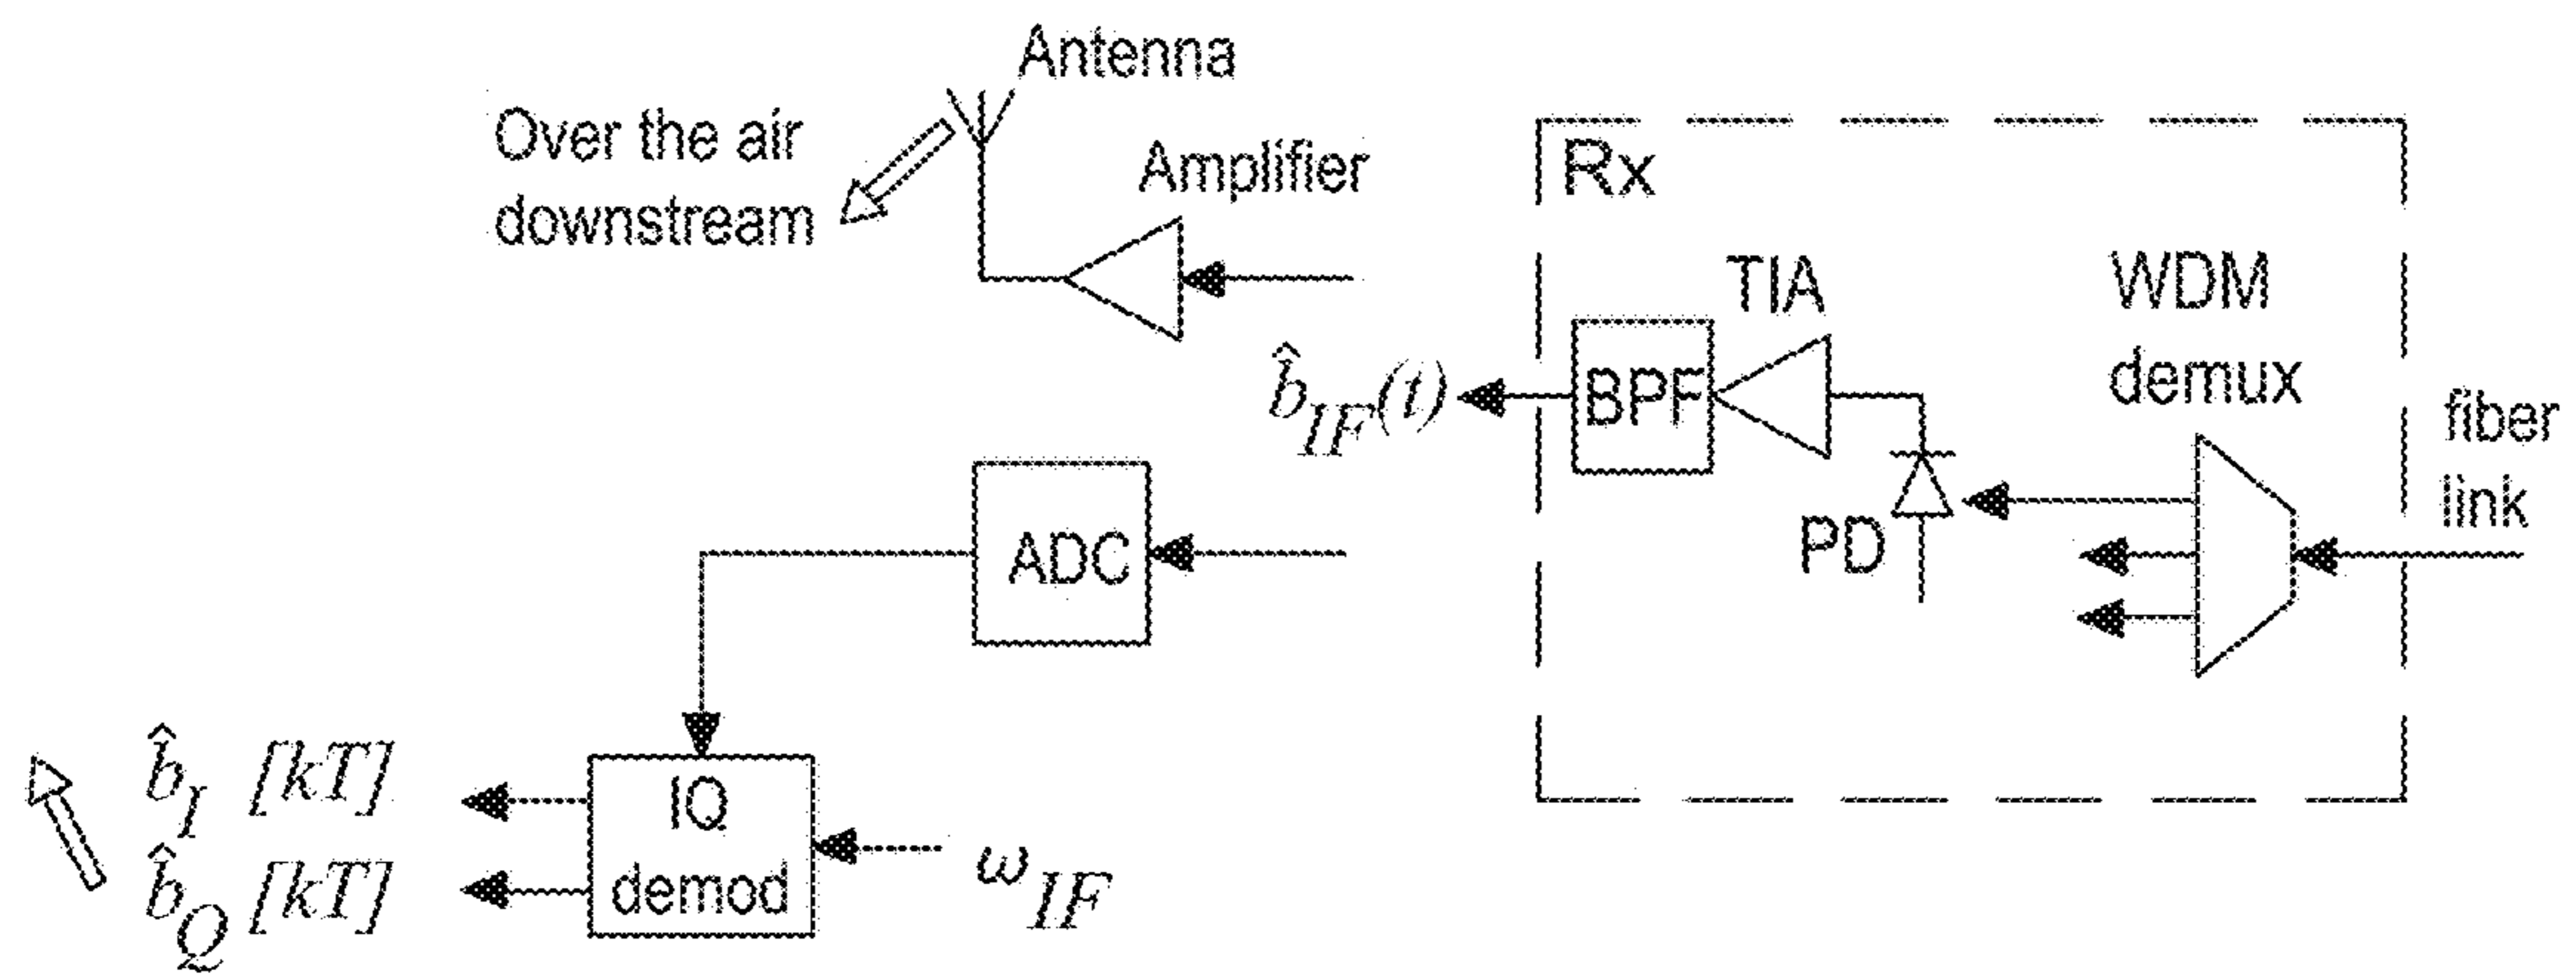 Antenna
Over the air
downstream
Amplifier
Rx
TIA
WDM
demux
BPF
b̂_IF(t)
fiber
link
PD
ADC
b̂_I [kT]
b̂_Q [kT]
IQ
demod
ω_IF